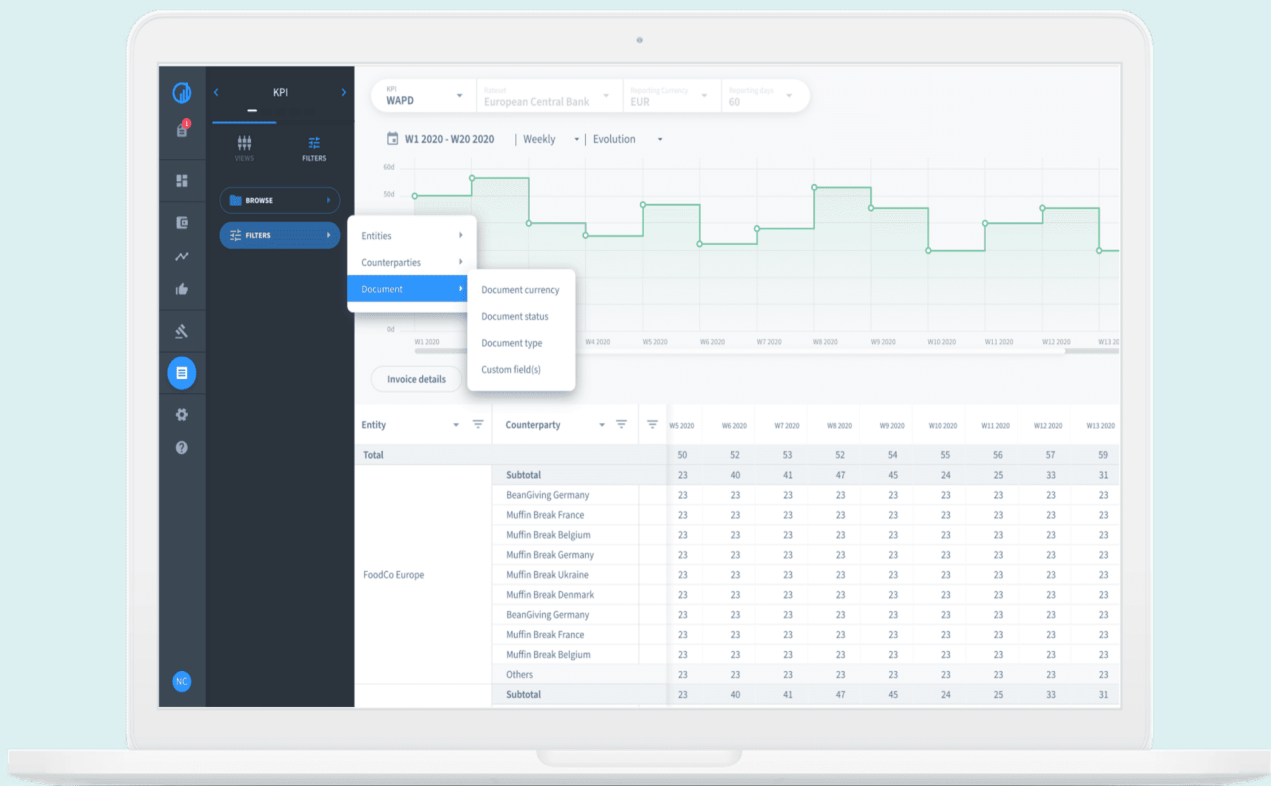 1
KPI
VIEWS
FILTERS
BROWSE
FILTERS
NC
KPI
WAPD
Rateset
European Central Bank
Reporting Currency
EUR
Reporting days
60
W1 2020 - W20 2020 | Weekly | Evolution
60d
50d
0d
Entities
Counterparties
Document
Document currency
Document status
Document type
Custom field(s)
W1 2020 W4 2020 W5 2020 W6 2020 W7 2020 W8 2020 W9 2020 W10 2020 W11 2020 W12 2020 W13 20
Invoice details
Entity Counterparty W5 2020 W6 2020 W7 2020 W8 2020 W9 2020 W10 2020 W11 2020 W12 2020 W13 2020
Total 50 52 53 52 54 55 56 57 59
Subtotal 23 40 41 47 45 24 25 33 31
BeanGiving Germany 23 23 23 23 23 23 23 23 23
Muffin Break France 23 23 23 23 23 23 23 23 23
Muffin Break Belgium 23 23 23 23 23 23 23 23 23
Muffin Break Germany 23 23 23 23 23 23 23 23 23
FoodCo Europe Muffin Break Ukraine 23 23 23 23 23 23 23 23 23
Muffin Break Denmark 23 23 23 23 23 23 23 23 23
BeanGiving Germany 23 23 23 23 23 23 23 23 23
Muffin Break France 23 23 23 23 23 23 23 23 23
Muffin Break Belgium 23 23 23 23 23 23 23 23 23
Others 23 23 23 23 23 23 23 23 23
Subtotal 23 40 41 47 45 24 25 33 31